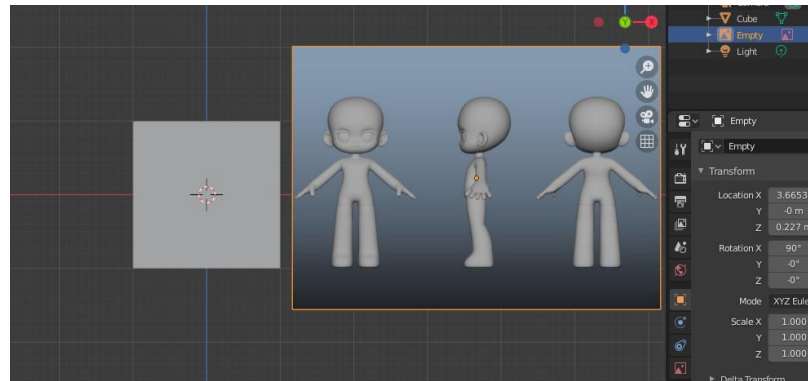 Y
X
Cube
Empty
Light
Empty
Empty
Transform
Location X 3.6653
Y -0 m
Z 0.227 m
Rotation X 90°
Y -0°
Z -0°
Mode XYZ Eule
Scale X 1.000
Y 1.000
Z 1.000
Delta Transform